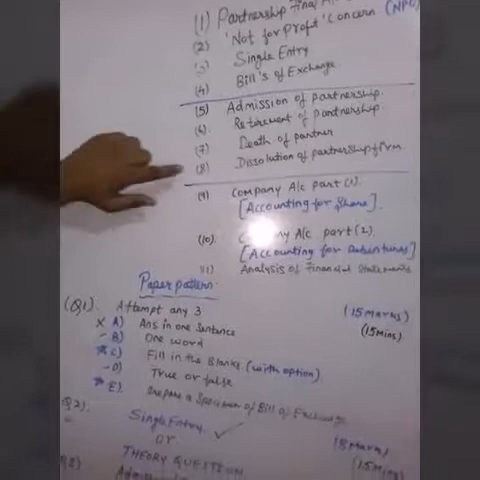 (1) Partnership Final
(2) 'Not for Profit' Concern (NPO)
(3) Single Entry
(4) Bill's of Exchange
(5) Admission of partnership.
(6) Retirement of partnership.
(7) Death of partner
(8) Dissolution of partnership firm.
(9) Company A/c part (1).
[Accounting for Share].
(10). Company A/c part (2).
[Accounting for Debentures]
(11) Analysis of Financial Statements
Paper pattern
(Q1). Attempt any 3 (15 Marks)
X A) Ans in one Sentence (15 Mins)
B) One word
C) Fill in the Blanks (with option)
D) True or false
E) Prepare a Specimen of Bill of Exchange
Q2). Single Entry. (8 Marks)
OR (15 Mins)
THEORY QUESTION